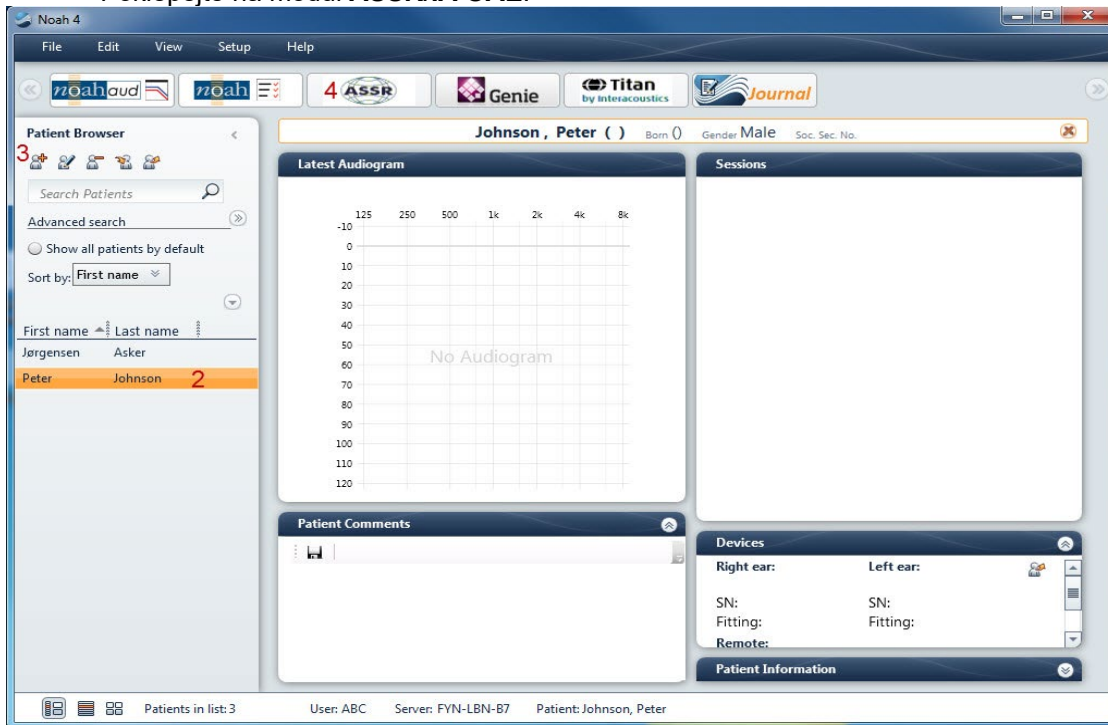 Noah 4
File Edit View Setup Help
noahaud noah 4 ASSR Genie Titan by Interacoustics Journal
Patient Browser
3
Search Patients
Advanced search
Show all patients by default
Sort by: First name
First name Last name
Jørgensen Asker
Peter Johnson 2
Johnson , Peter ( ) Born () Gender Male Soc. Sec. No.
Latest Audiogram
125 250 500 1k 2k 4k 8k
-10
0
10
20
30
40
50
60
70
80
90
100
110
120
No Audiogram
Patient Comments
Sessions
Devices
Right ear: Left ear:
SN: SN:
Fitting: Fitting:
Remote:
Patient Information
Patients in list: 3 User: ABC Server: FYN-LBN-B7 Patient: Johnson, Peter